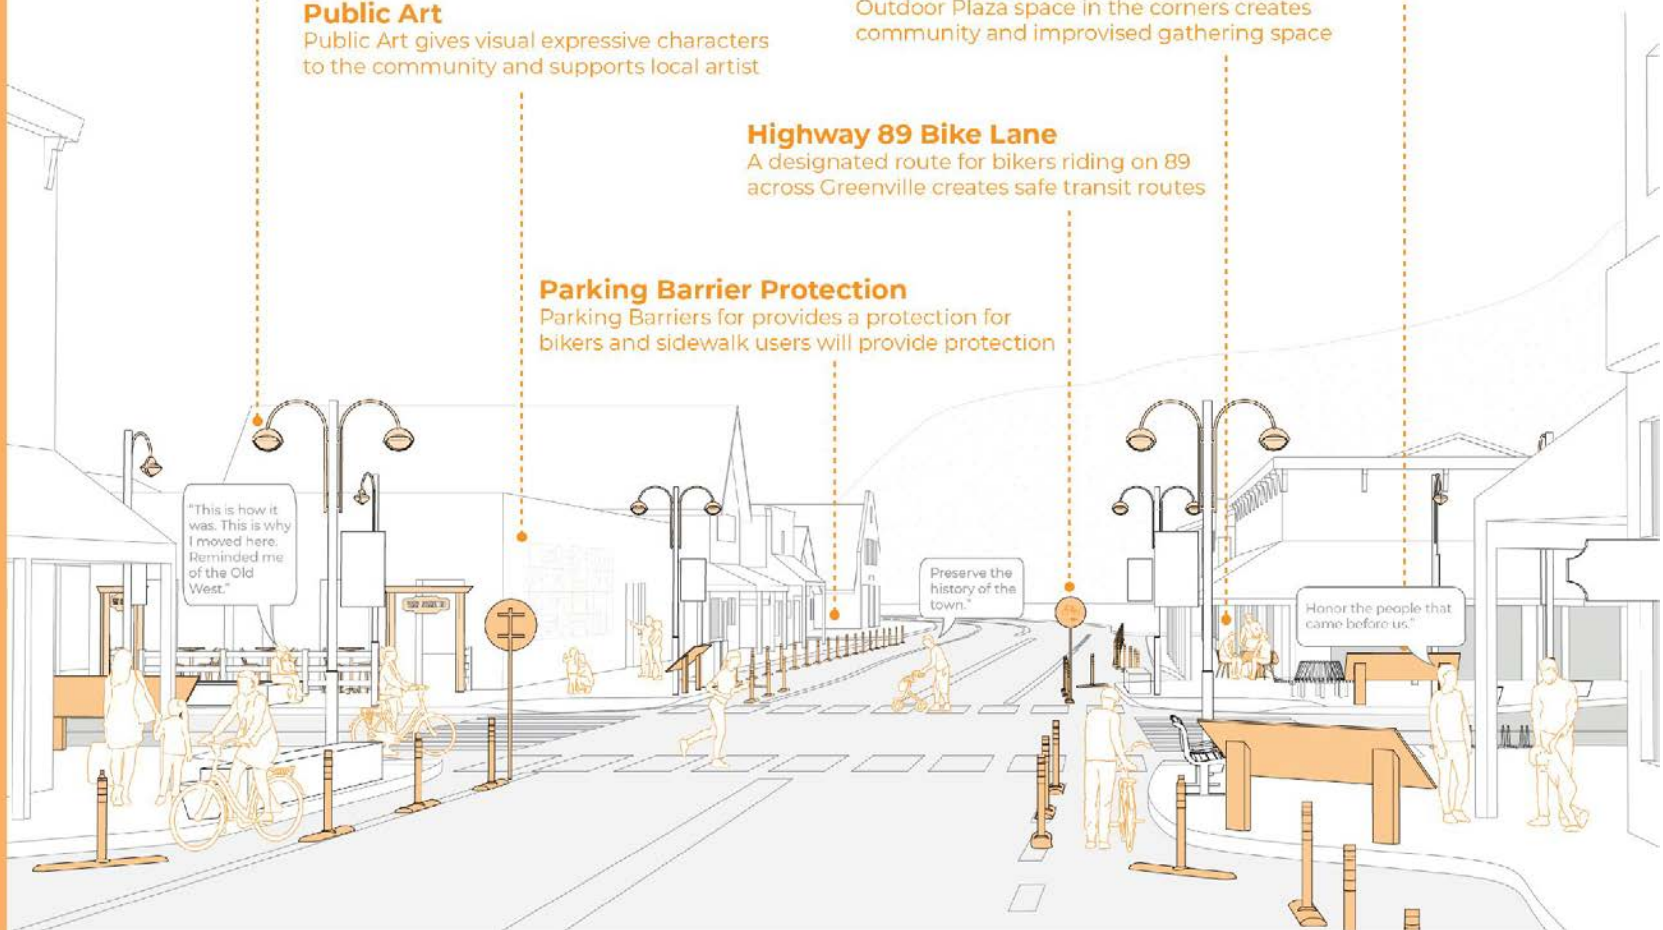 Public Art
Public Art gives visual expressive characters
to the community and supports local artist
Outdoor Plaza space in the corners creates
community and improvised gathering space
Highway 89 Bike Lane
A designated route for bikers riding on 89
across Greenville creates safe transit routes
Parking Barrier Protection
Parking Barriers for provides a protection for
bikers and sidewalk users will provide protection
"This is how it
was. This is why
I moved here.
Reminded me
of the Old
West."
Preserve the
history of the
town."
Honor the people that
came before us."